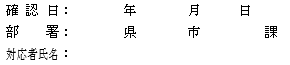 確認日：　　　年　　　月　　日
部　署：　　　県　　　市　　　課
対応者氏名：